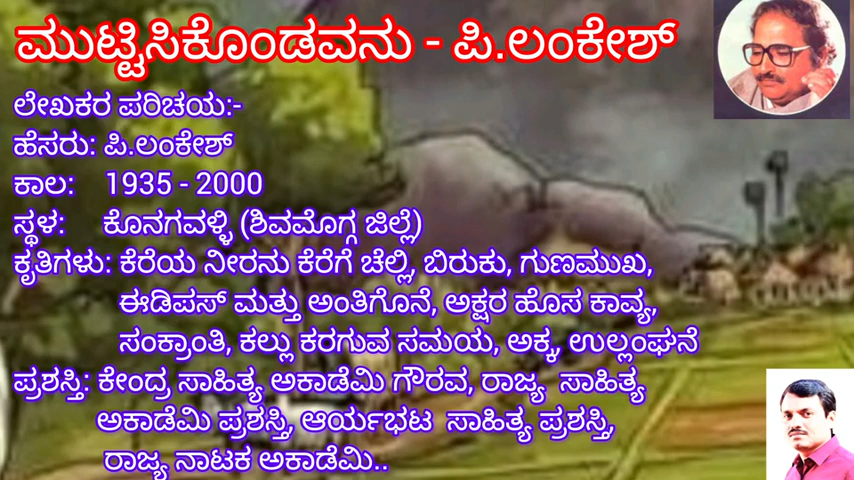 ಮುಟ್ಟಿಸಿಕೊಂಡವನು - ಪಿ.ಲಂಕೇಶ್
ಲೇಖಕರ ಪರಿಚಯ:-
ಹೆಸರು: ಪಿ.ಲಂಕೇಶ್
ಕಾಲ: 1935 - 2000
ಸ್ಥಳ: ಕೊನಗವಳ್ಳಿ (ಶಿವಮೊಗ್ಗ ಜಿಲ್ಲೆ)
ಕೃತಿಗಳು: ಕೆರೆಯ ನೀರನು ಕೆರೆಗೆ ಚೆಲ್ಲಿ, ಬಿರುಕು, ಗುಣಮುಖ,
ಈಡಿಪಸ್ ಮತ್ತು ಅಂತಿಗೊನೆ, ಅಕ್ಷರ ಹೊಸ ಕಾವ್ಯ,
ಸಂಕ್ರಾಂತಿ, ಕಲ್ಲು ಕರಗುವ ಸಮಯ, ಅಕ್ಕ, ಉಲ್ಲಂಘನೆ
ಪ್ರಶಸ್ತಿ: ಕೇಂದ್ರ ಸಾಹಿತ್ಯ ಅಕಾಡೆಮಿ ಗೌರವ, ರಾಜ್ಯ ಸಾಹಿತ್ಯ
ಅಕಾಡೆಮಿ ಪ್ರಶಸ್ತಿ, ಆರ್ಯಭಟ ಸಾಹಿತ್ಯ ಪ್ರಶಸ್ತಿ,
ರಾಜ್ಯ ನಾಟಕ ಅಕಾಡೆಮಿ..